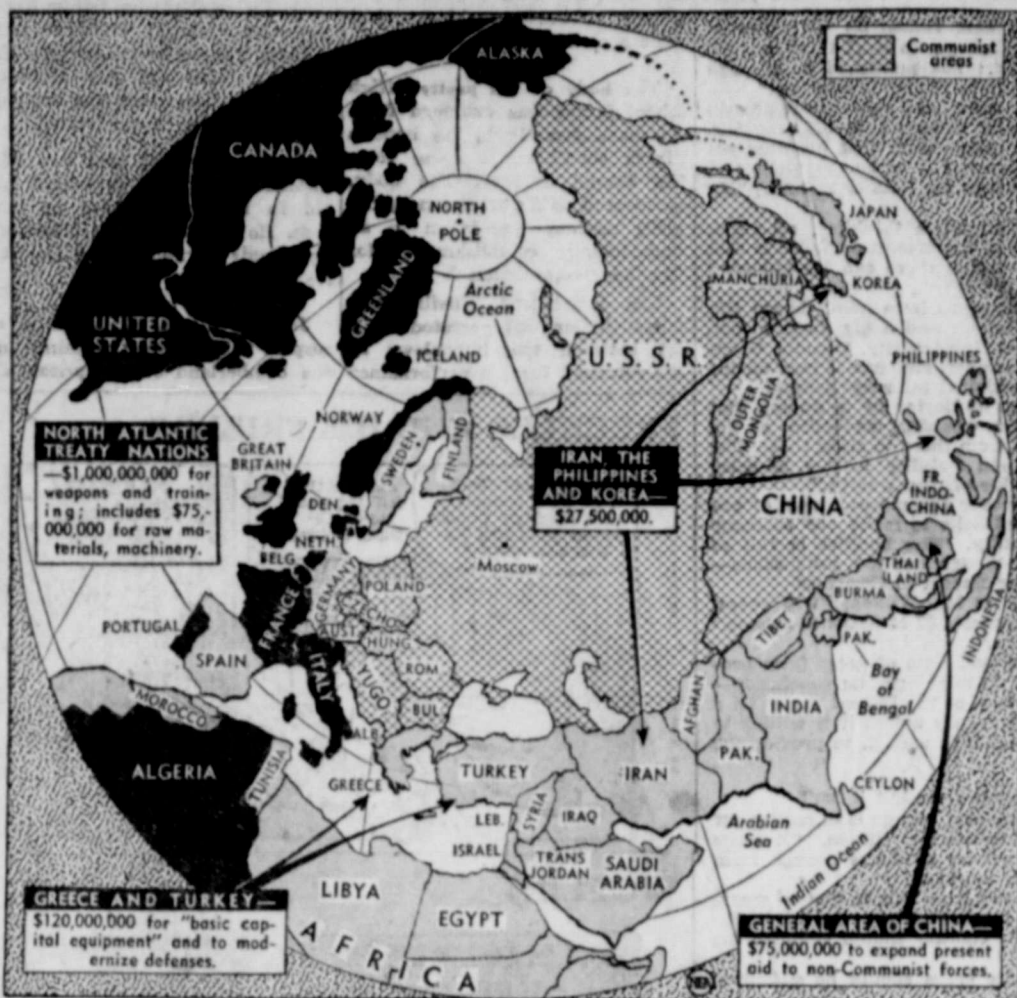 Communist
areas
ALASKA
CANADA
NORTH
POLE
GREENLAND
Arctic
Ocean
UNITED
STATES
ICELAND
JAPAN
MANCHURIA
KOREA
U.S.S.R.
PHILIPPINES
OUTER
MONGOLIA
NORWAY
SWEDEN
FINLAND
NORTH ATLANTIC
TREATY NATIONS
—$1,000,000,000 for
weapons and train-
ing; includes $75,-
000,000 for raw ma-
terials, machinery.
GREAT
BRITAIN
DEN.
NETH.
BELG.
IRAN, THE
PHILIPPINES
AND KOREA—
$27,500,000.
CHINA
FR.
INDO-
CHINA
THAI
LAND
BURMA
INDONESIA
Moscow
GERMANY
POLAND
CHOS.
FRANCE
AUST.
HUNG.
ROM.
PORTUGAL
SPAIN
ITALY
YUGO
BUL.
ALB.
TIBET
PAK.
Bay
of
Bengal
INDIA
AFGHAN
PAK.
MOROCCO
ALGERIA
TUNISIA
GREECE
TURKEY
IRAN
CEYLON
LEB.
SYRIA
IRAQ
ISRAEL
TRANS
JORDAN
SAUDI
ARABIA
Arabian
Sea
Indian Ocean
LIBYA
EGYPT
AFRICA
GREECE AND TURKEY—
$120,000,000 for "basic cap-
ital equipment" and to mod-
ernize defenses.
GENERAL AREA OF CHINA—
$75,000,000 to expand present
aid to non-Communist forces.
NEA